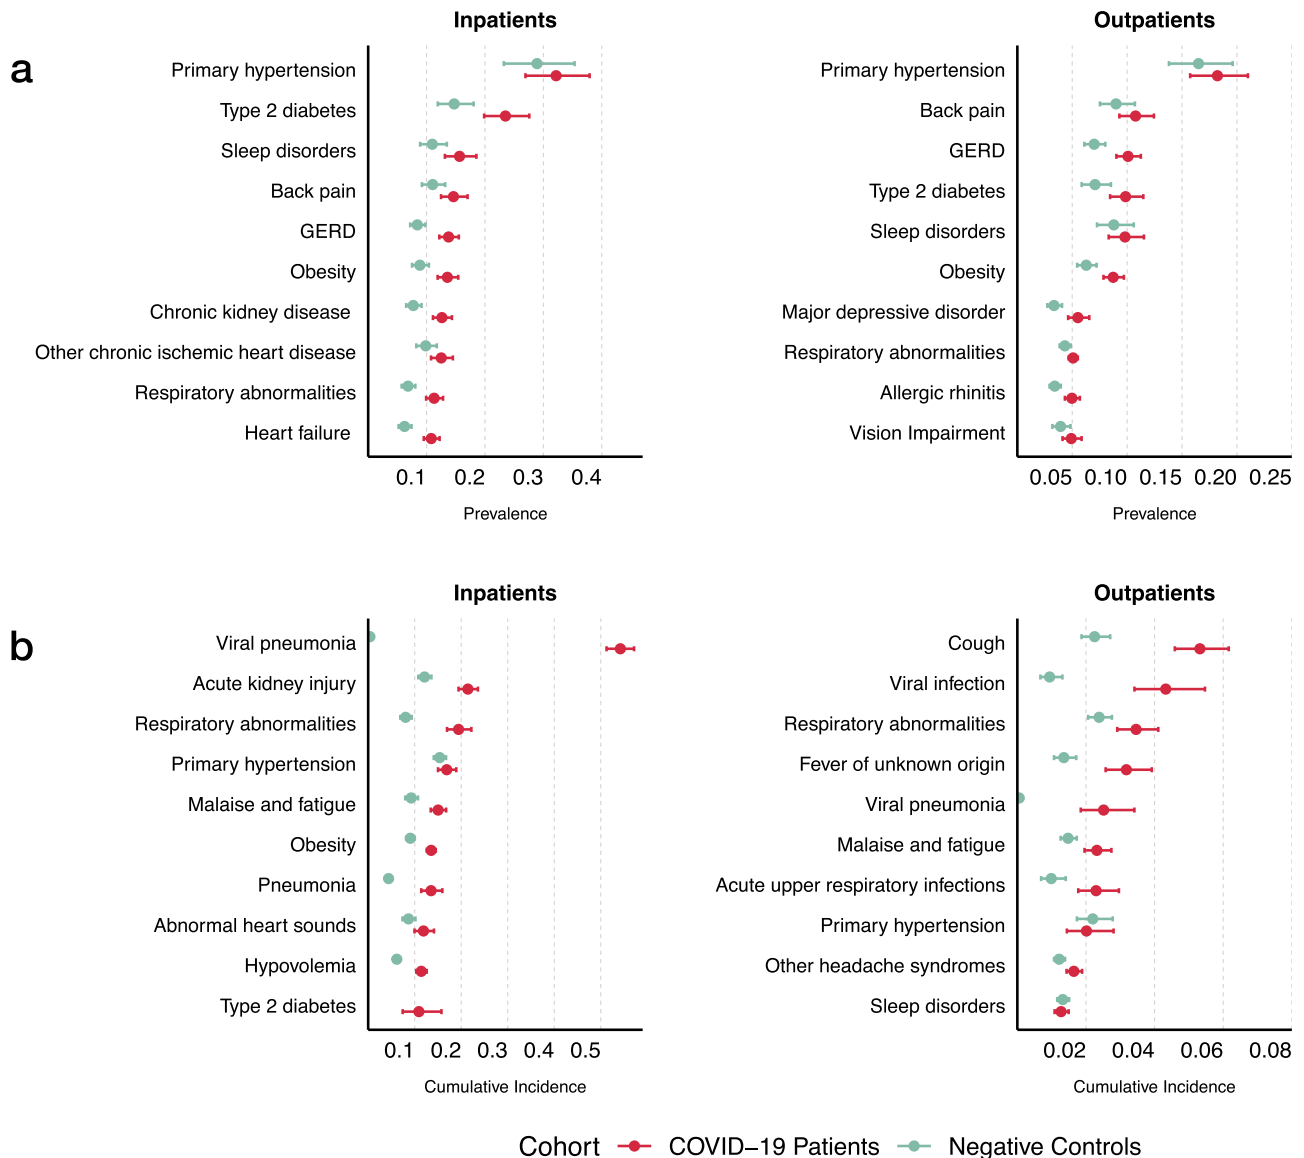 Inpatients
Outpatients
a
Primary hypertension
Type 2 diabetes
Sleep disorders
Back pain
GERD
Obesity
Chronic kidney disease
Other chronic ischemic heart disease
Respiratory abnormalities
Heart failure
0.1 0.2 0.3 0.4
Prevalence
Primary hypertension
Back pain
GERD
Type 2 diabetes
Sleep disorders
Obesity
Major depressive disorder
Respiratory abnormalities
Allergic rhinitis
Vision Impairment
0.05 0.10 0.15 0.20 0.25
Prevalence
Inpatients
Outpatients
b
Viral pneumonia
Acute kidney injury
Respiratory abnormalities
Primary hypertension
Malaise and fatigue
Obesity
Pneumonia
Abnormal heart sounds
Hypovolemia
Type 2 diabetes
0.1 0.2 0.3 0.4 0.5
Cumulative Incidence
Cough
Viral infection
Respiratory abnormalities
Fever of unknown origin
Viral pneumonia
Malaise and fatigue
Acute upper respiratory infections
Primary hypertension
Other headache syndromes
Sleep disorders
0.02 0.04 0.06 0.08
Cumulative Incidence
Cohort COVID−19 Patients Negative Controls